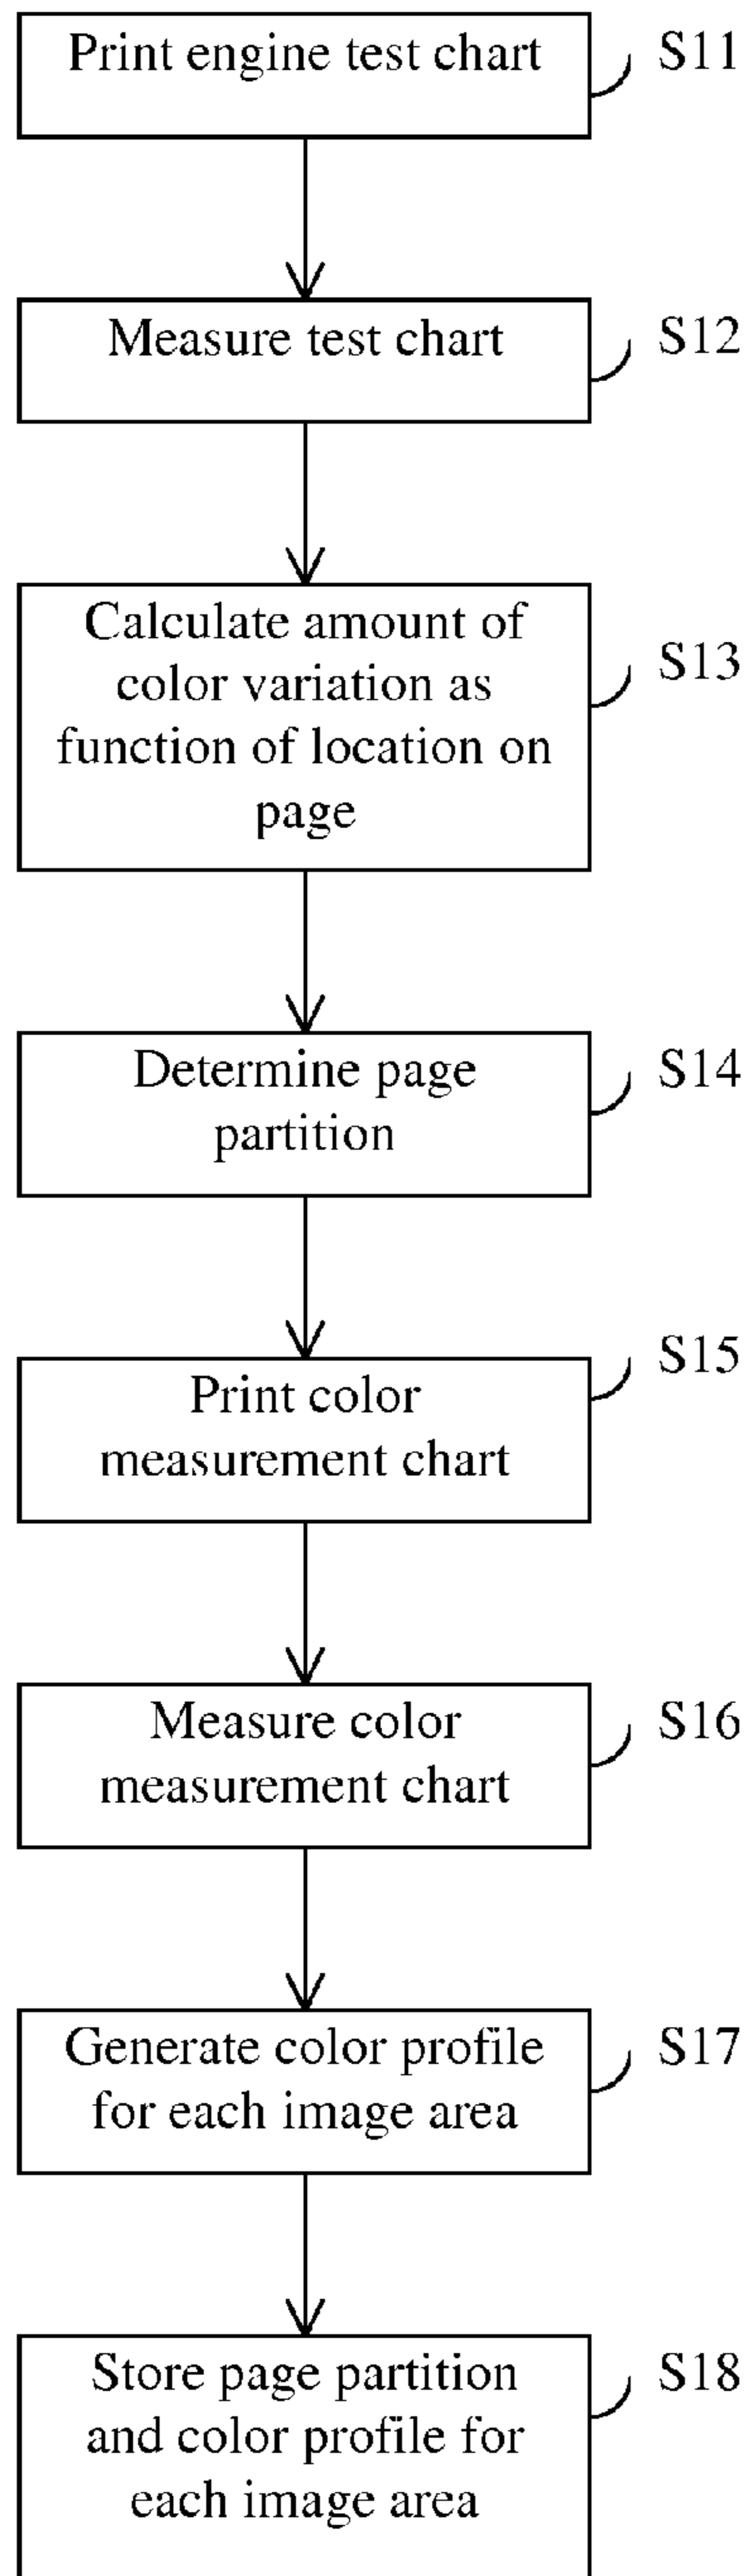 Print engine test chart
S11
Measure test chart
S12
Calculate amount of
color variation as
function of location on
page
S13
Determine page
partition
S14
Print color
measurement chart
S15
Measure color
measurement chart
S16
Generate color profile
for each image area
S17
Store page partition
and color profile for
each image area
S18